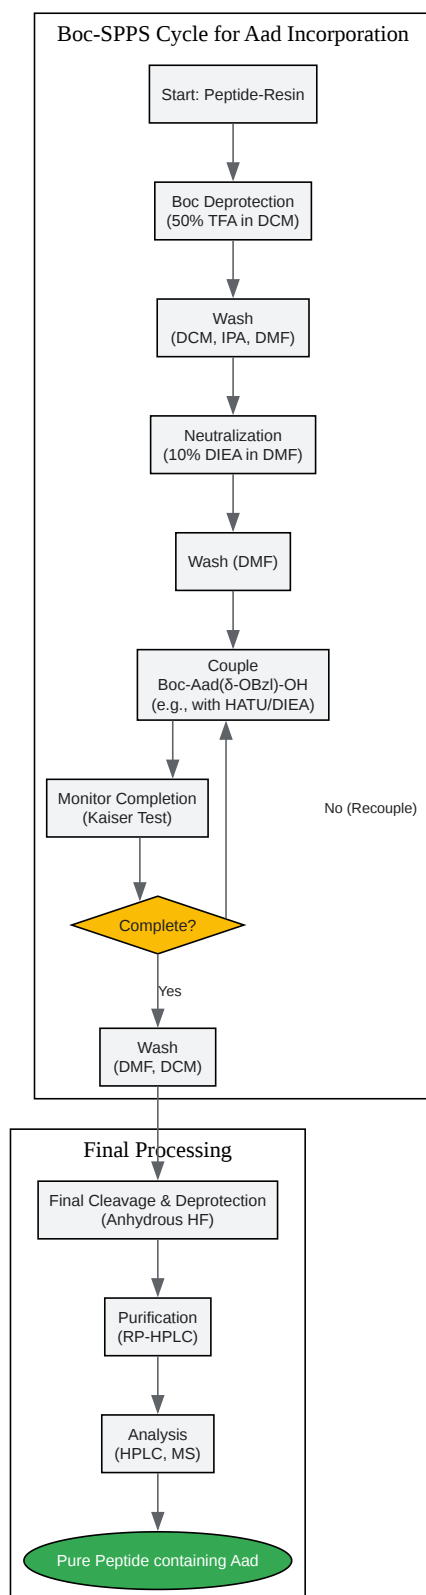 Boc-SPPS Cycle for Aad Incorporation
Start: Peptide-Resin
Boc Deprotection
(50% TFA in DCM)
Wash
(DCM, IPA, DMF)
Neutralization
(10% DIEA in DMF)
Wash (DMF)
Couple
Boc-Aad(δ-OBzl)-OH
(e.g., with HATU/DIEA)
Monitor Completion
(Kaiser Test)
No (Recouple)
Complete?
Yes
Wash
(DMF, DCM)
Final Processing
Final Cleavage & Deprotection
(Anhydrous HF)
Purification
(RP-HPLC)
Analysis
(HPLC, MS)
Pure Peptide containing Aad